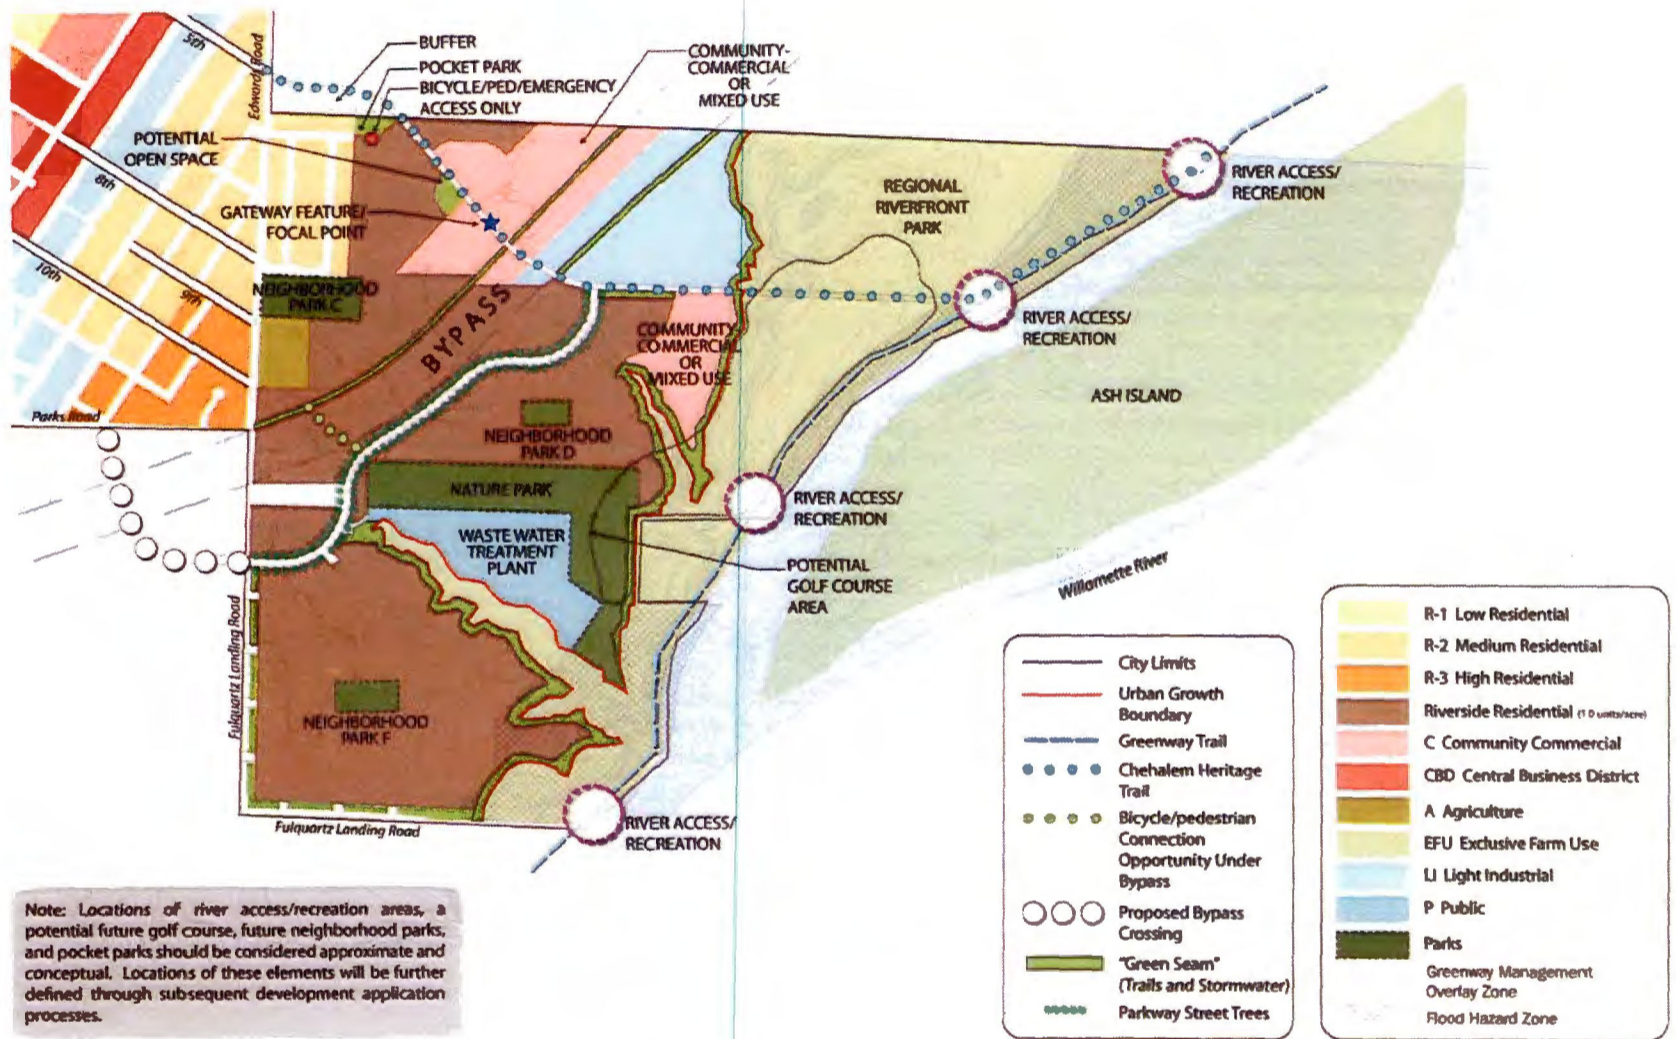 5th
Edwards Road
BUFFER
POCKET PARK
BICYCLE/PED/EMERGENCY
ACCESS ONLY
COMMUNITY-
COMMERCIAL
OR
MIXED USE
POTENTIAL
OPEN SPACE
8th
GATEWAY FEATURE/
FOCAL POINT
10th
9th
NEIGHBORHOOD
PARK C
BYPASS
REGIONAL
RIVERFRONT
PARK
RIVER ACCESS/
RECREATION
RIVER ACCESS/
RECREATION
COMMUNITY-
COMMERCIAL
OR
MIXED USE
ASH ISLAND
Parks Road
NEIGHBORHOOD
PARK D
NATURE PARK
RIVER ACCESS/
RECREATION
WASTE WATER
TREATMENT
PLANT
POTENTIAL
GOLF COURSE
AREA
Willamette River
Fulquartz Landing Road
NEIGHBORHOOD
PARK F
Fulquartz Landing Road
RIVER ACCESS/
RECREATION
Note: Locations of river access/recreation areas, a
potential future golf course, future neighborhood parks,
and pocket parks should be considered approximate and
conceptual. Locations of these elements will be further
defined through subsequent development application
processes.
City Limits
Urban Growth
Boundary
Greenway Trail
Chehalem Heritage
Trail
Bicycle/pedestrian
Connection
Opportunity Under
Bypass
Proposed Bypass
Crossing
"Green Seam"
(Trails and Stormwater)
Parkway Street Trees
R-1 Low Residential
R-2 Medium Residential
R-3 High Residential
Riverside Residential
C Community Commercial
CBD Central Business District
A Agriculture
EFU Exclusive Farm Use
LI Light Industrial
P Public
Parks
Greenway Management
Overlay Zone
Flood Hazard Zone